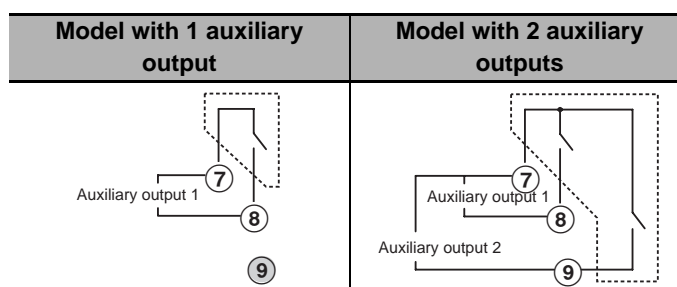 Model with 1 auxiliary
output
Model with 2 auxiliary
outputs
7
Auxiliary output 1
8
9
7
Auxiliary output 1
8
Auxiliary output 2
9